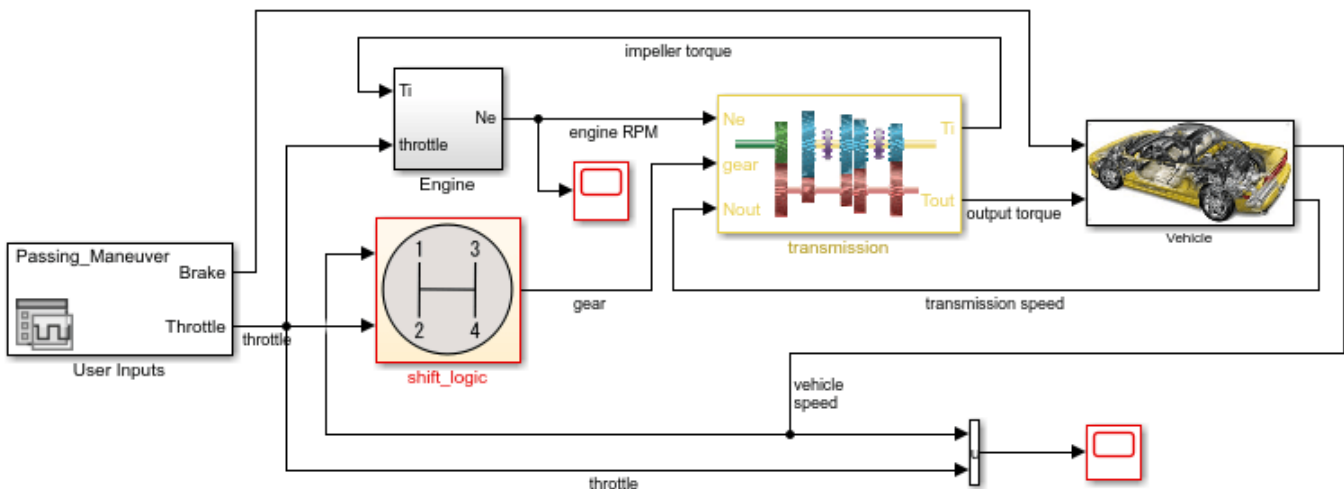 impeller torque
Ti
Ne
throttle
Engine
engine RPM
Ne
gear
Nout
Ti
Tout
transmission
output torque
Vehicle
Passing_Maneuver
Brake
Throttle
User Inputs
throttle
1 3
2 4
shift_logic
gear
transmission speed
vehicle
speed
throttle